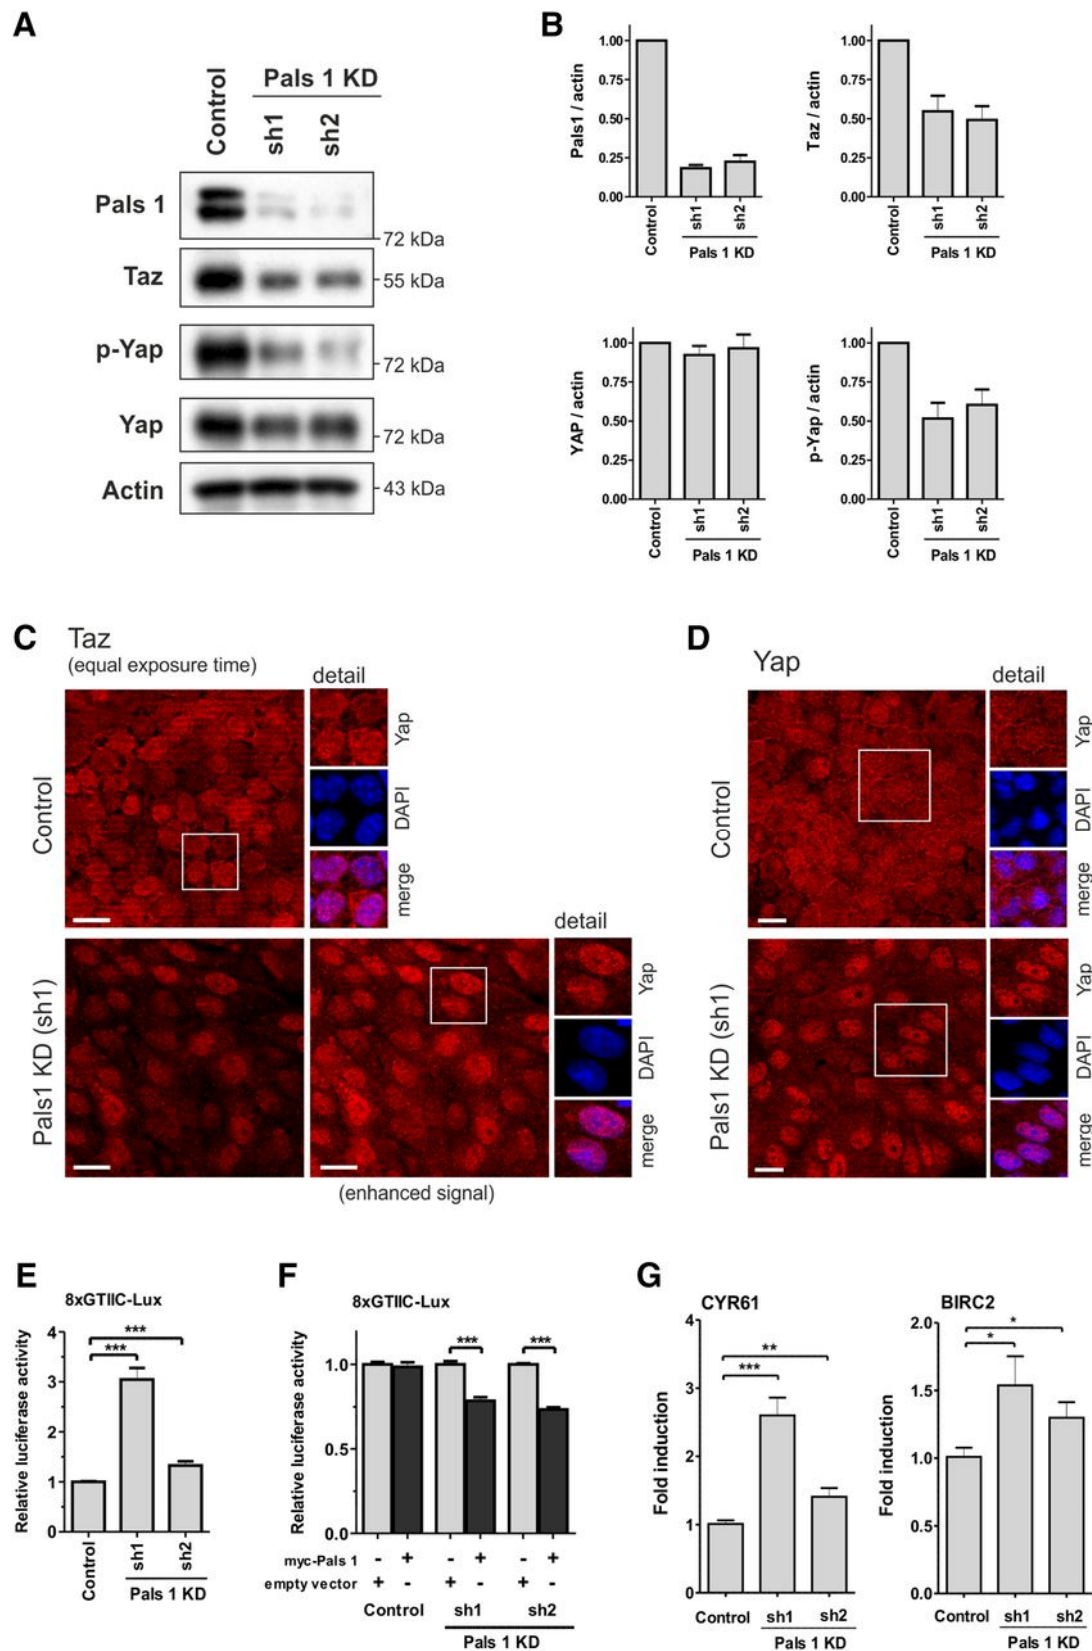 A
Control
Pals 1 KD
sh1
sh2
Pals 1
72 kDa
Taz
55 kDa
p-Yap
72 kDa
Yap
72 kDa
Actin
43 kDa
B
Pals1 / actin
1.00
0.75
0.50
0.25
0.00
Control
sh1
sh2
Pals 1 KD
Taz / actin
1.00
0.75
0.50
0.25
0.00
Control
sh1
sh2
Pals 1 KD
YAP / actin
1.00
0.75
0.50
0.25
0.00
Control
sh1
sh2
Pals 1 KD
p-Yap / actin
1.00
0.75
0.50
0.25
0.00
Control
sh1
sh2
Pals 1 KD
C
Taz
(equal exposure time)
detail
Control
Yap
DAPI
merge
Pals1 KD (sh1)
detail
Yap
DAPI
merge
(enhanced signal)
D
Yap
detail
Control
Yap
DAPI
merge
Pals1 KD (sh1)
Yap
DAPI
merge
E
8xGTIIC-Lux
Relative luciferase activity
4
3
2
1
0
***
***
Control
sh1
sh2
Pals 1 KD
F
8xGTIIC-Lux
Relative luciferase activity
1.0
0.5
0.0
*** ***
myc-Pals 1 - + - + - +
empty vector + - + - + -
Control sh1 sh2
Pals 1 KD
G
CYR61
Fold induction
4
3
2
1
0
**
***
Control sh1 sh2
Pals 1 KD
BIRC2
Fold induction
2.0
1.5
1.0
0.5
0.0
*
*
Control sh1 sh2
Pals 1 KD